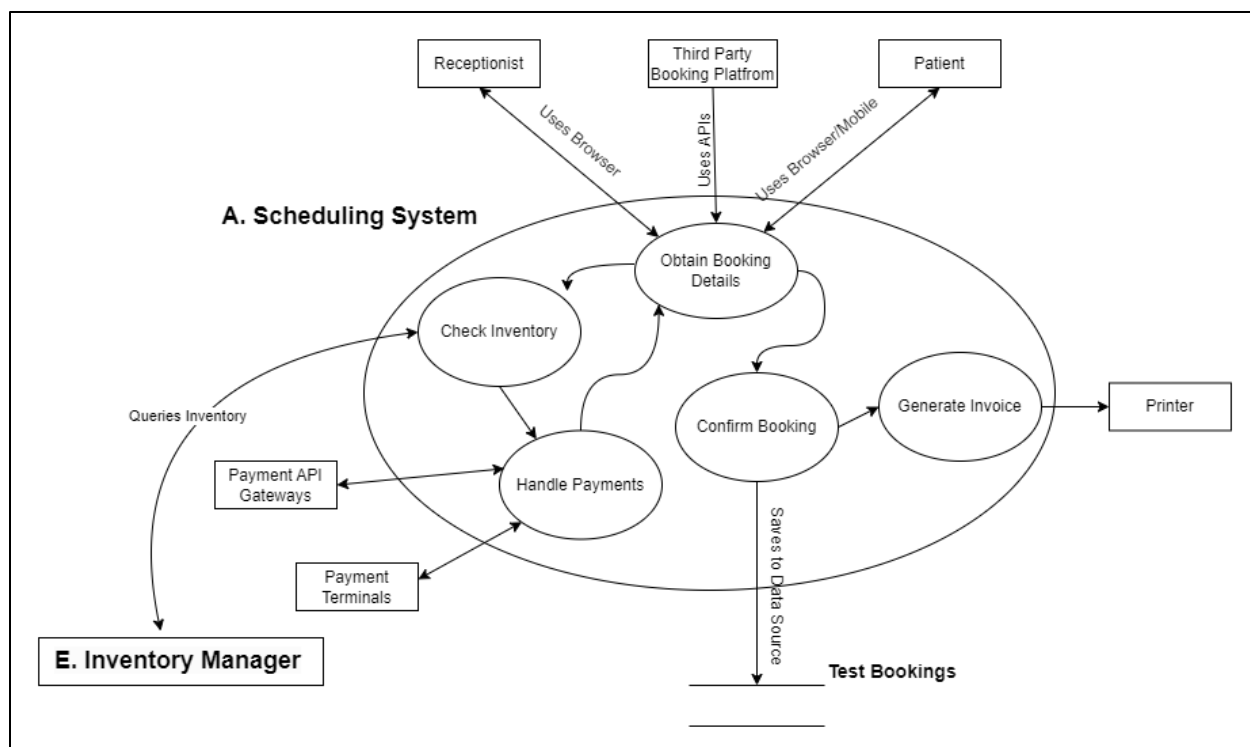 Receptionist
Third Party
Booking Platfrom
Patient
Uses Browser
Uses APIs
Uses Browser/Mobile
A. Scheduling System
Obtain Booking
Details
Check Inventory
Queries Inventory
Confirm Booking
Generate Invoice
Printer
Payment API
Gateways
Handle Payments
Payment
Terminals
Saves to Data Source
E. Inventory Manager
Test Bookings